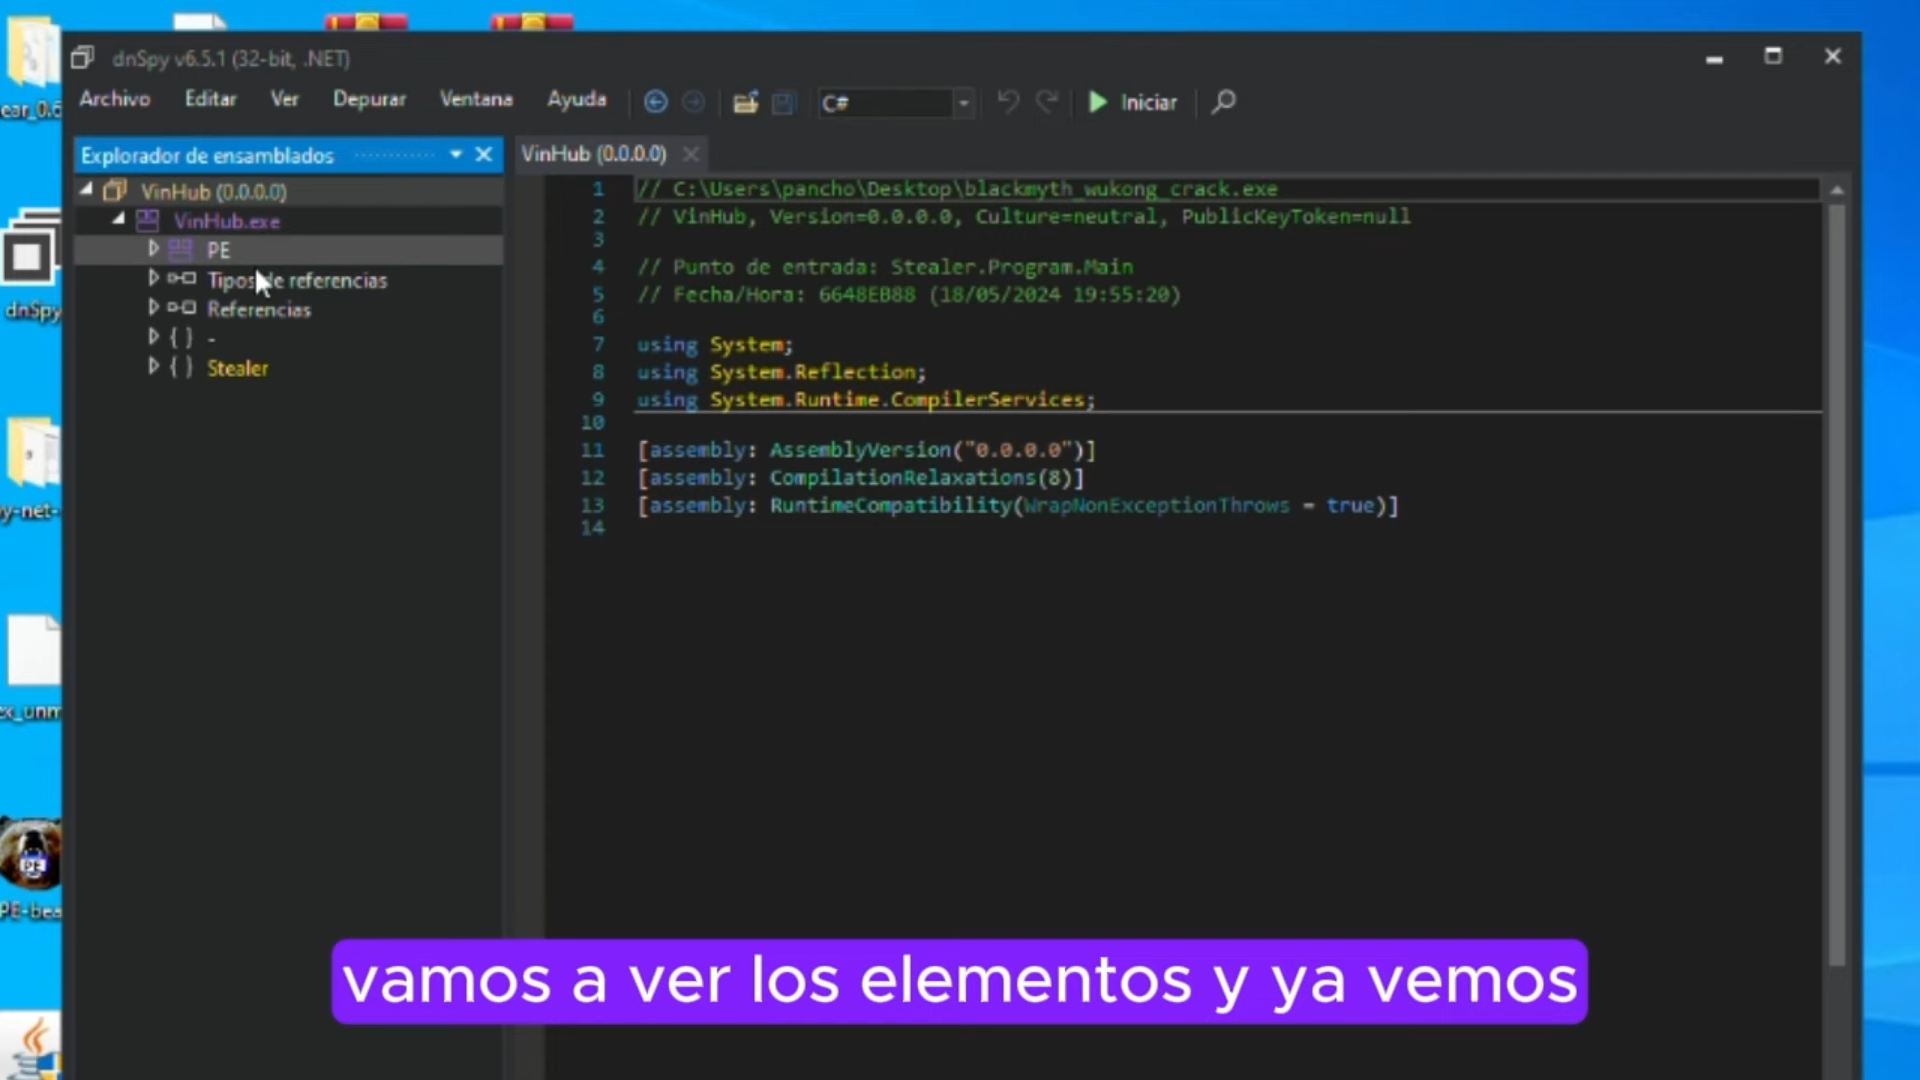 dnSpy v6.5.1 (32-bit, .NET)
Archivo Editar Ver Depurar Ventana Ayuda C# Iniciar
Explorador de ensamblados
VinHub (0.0.0.0)
VinHub.exe
PE
Tipos de referencias
Referencias
{ } -
{ } Stealer
VinHub (0.0.0.0)
1 // C:\Users\pancho\Desktop\blackmyth_wukong_crack.exe
2 // VinHub, Version=0.0.0.0, Culture=neutral, PublicKeyToken=null
3
4 // Punto de entrada: Stealer.Program.Main
5 // Fecha/Hora: 6648EB88 (18/05/2024 19:55:20)
6
7 using System;
8 using System.Reflection;
9 using System.Runtime.CompilerServices;
10
11 [assembly: AssemblyVersion("0.0.0.0")]
12 [assembly: CompilationRelaxations(8)]
13 [assembly: RuntimeCompatibility(WrapNonExceptionThrows = true)]
14
ear_0.6
dnSpy
y-net-
ex_unm
PE
PE-bea
vamos a ver los elementos y ya vemos